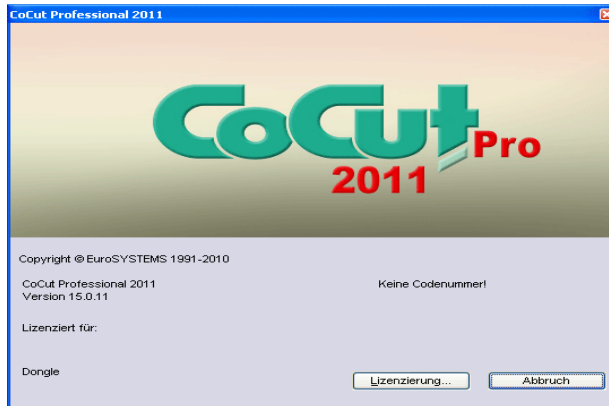 CoCut Professional 2011
CoCut Pro
2011
Copyright © EuroSYSTEMS 1991-2010
CoCut Professional 2011
Version 15.0.11
Keine Codenummer!
Lizenziert für:
Dongle
Lizenzierung...
Abbruch